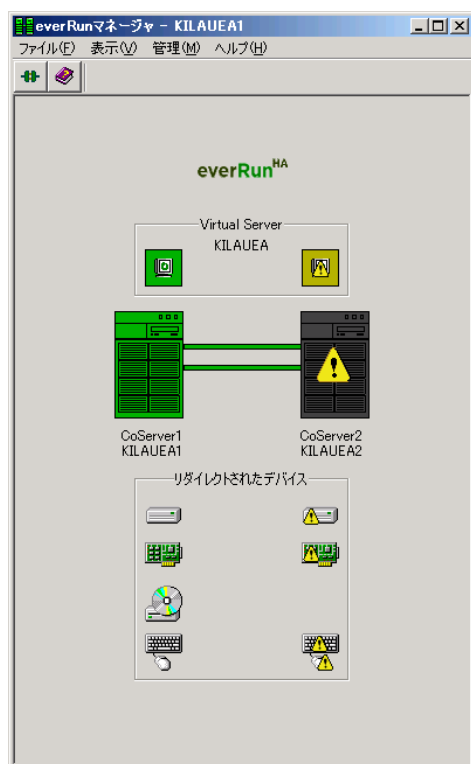 everRunマネージャ - KILAUEA1
ファイル(F) 表示(V) 管理(M) ヘルプ(H)
everRunHA
Virtual Server
KILAUEA
CoServer1
KILAUEA1
CoServer2
KILAUEA2
リダイレクトされたデバイス